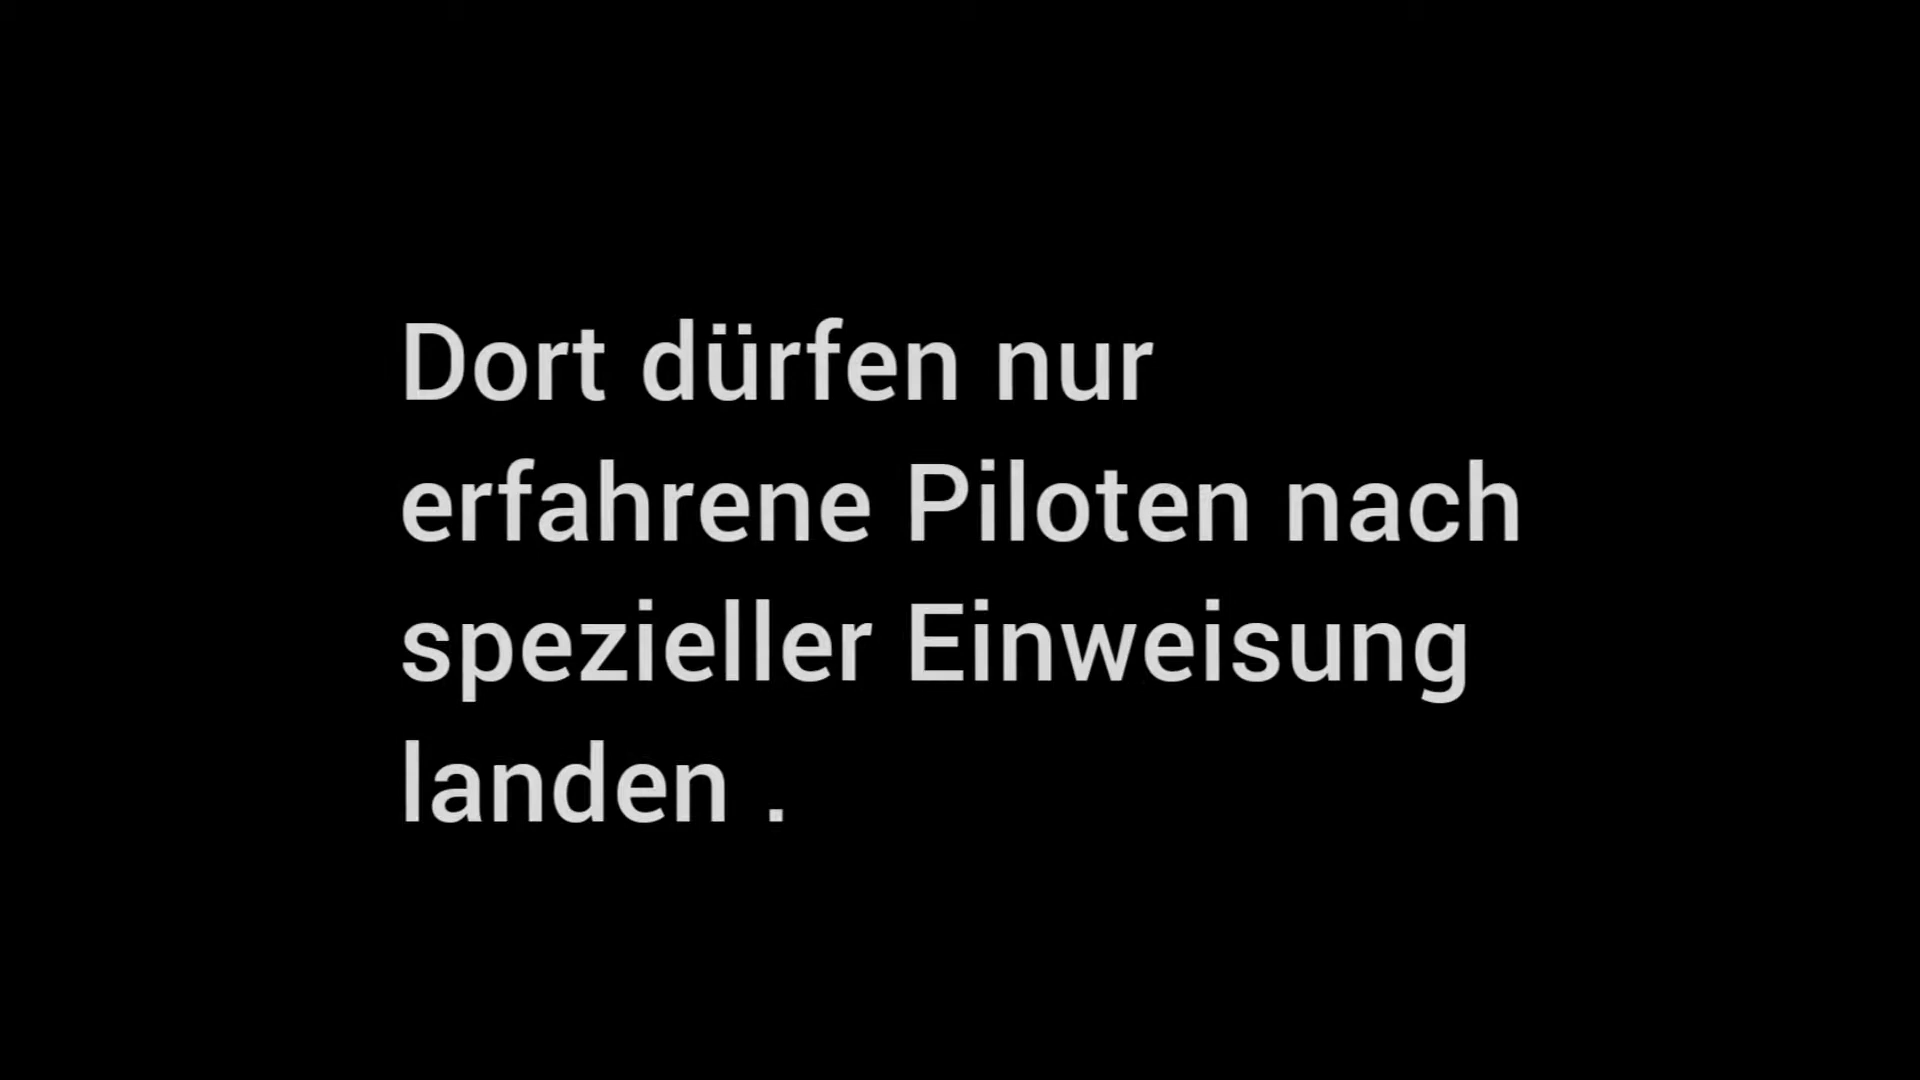 Dort dürfen nur
erfahrene Piloten nach
spezieller Einweisung
landen .